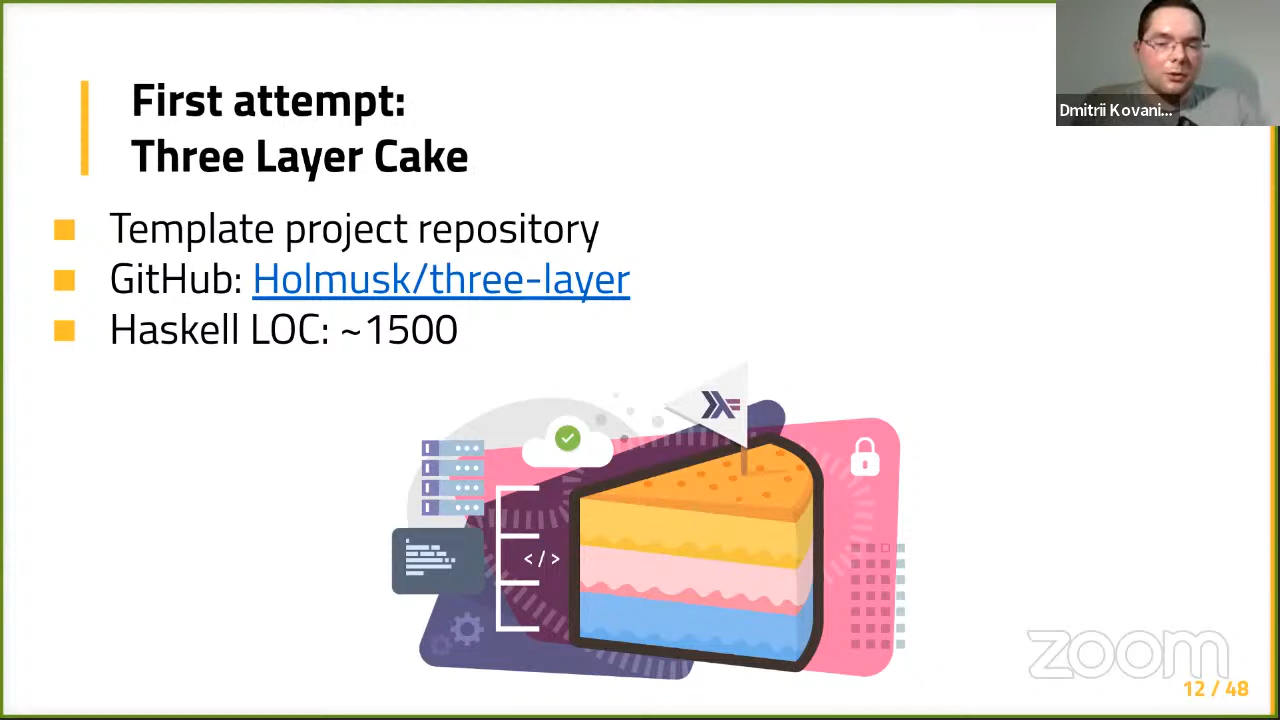 First attempt:
Three Layer Cake
Template project repository
GitHub: Holmusk/three-layer
Haskell LOC: ~1500
</>
Dmitrii Kovani...
zoom
12 / 48